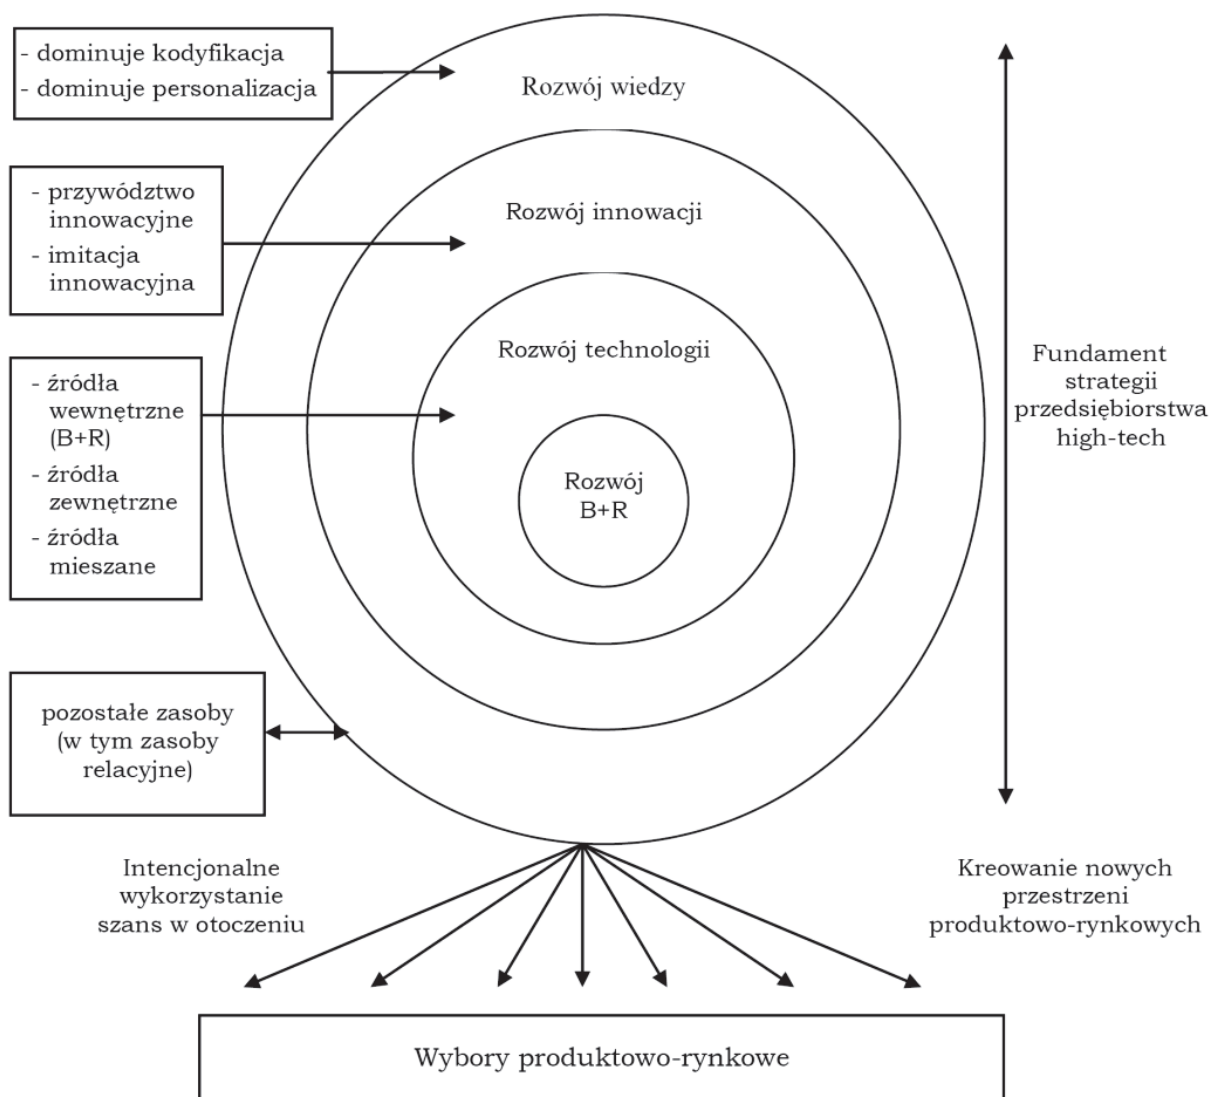 - dominuje kodyfikacja
- dominuje personalizacja
Rozwój wiedzy
- przywództwo
innowacyjne
- imitacja
innowacyjna
Rozwój innowacji
- źródła
wewnętrzne
(B+R)
- źródła
zewnętrzne
- źródła
mieszane
Rozwój technologii
Rozwój
B+R
Fundament
strategii
przedsiębiorstwa
high-tech
pozostałe zasoby
(w tym zasoby
relacyjne)
Intencjonalne
wykorzystanie
szans w otoczeniu
Kreowanie nowych
przestrzeni
produktowo-rynkowych
Wybory produktowo-rynkowe